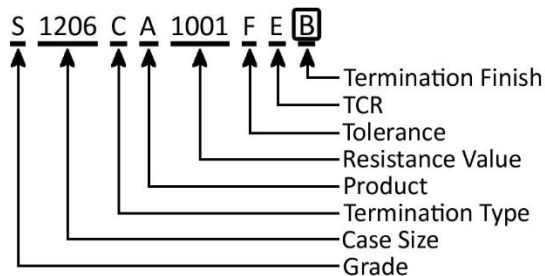 S 1206 C A 1001 F E B
Termination Finish
TCR
Tolerance
Resistance Value
Product
Termination Type
Case Size
Grade